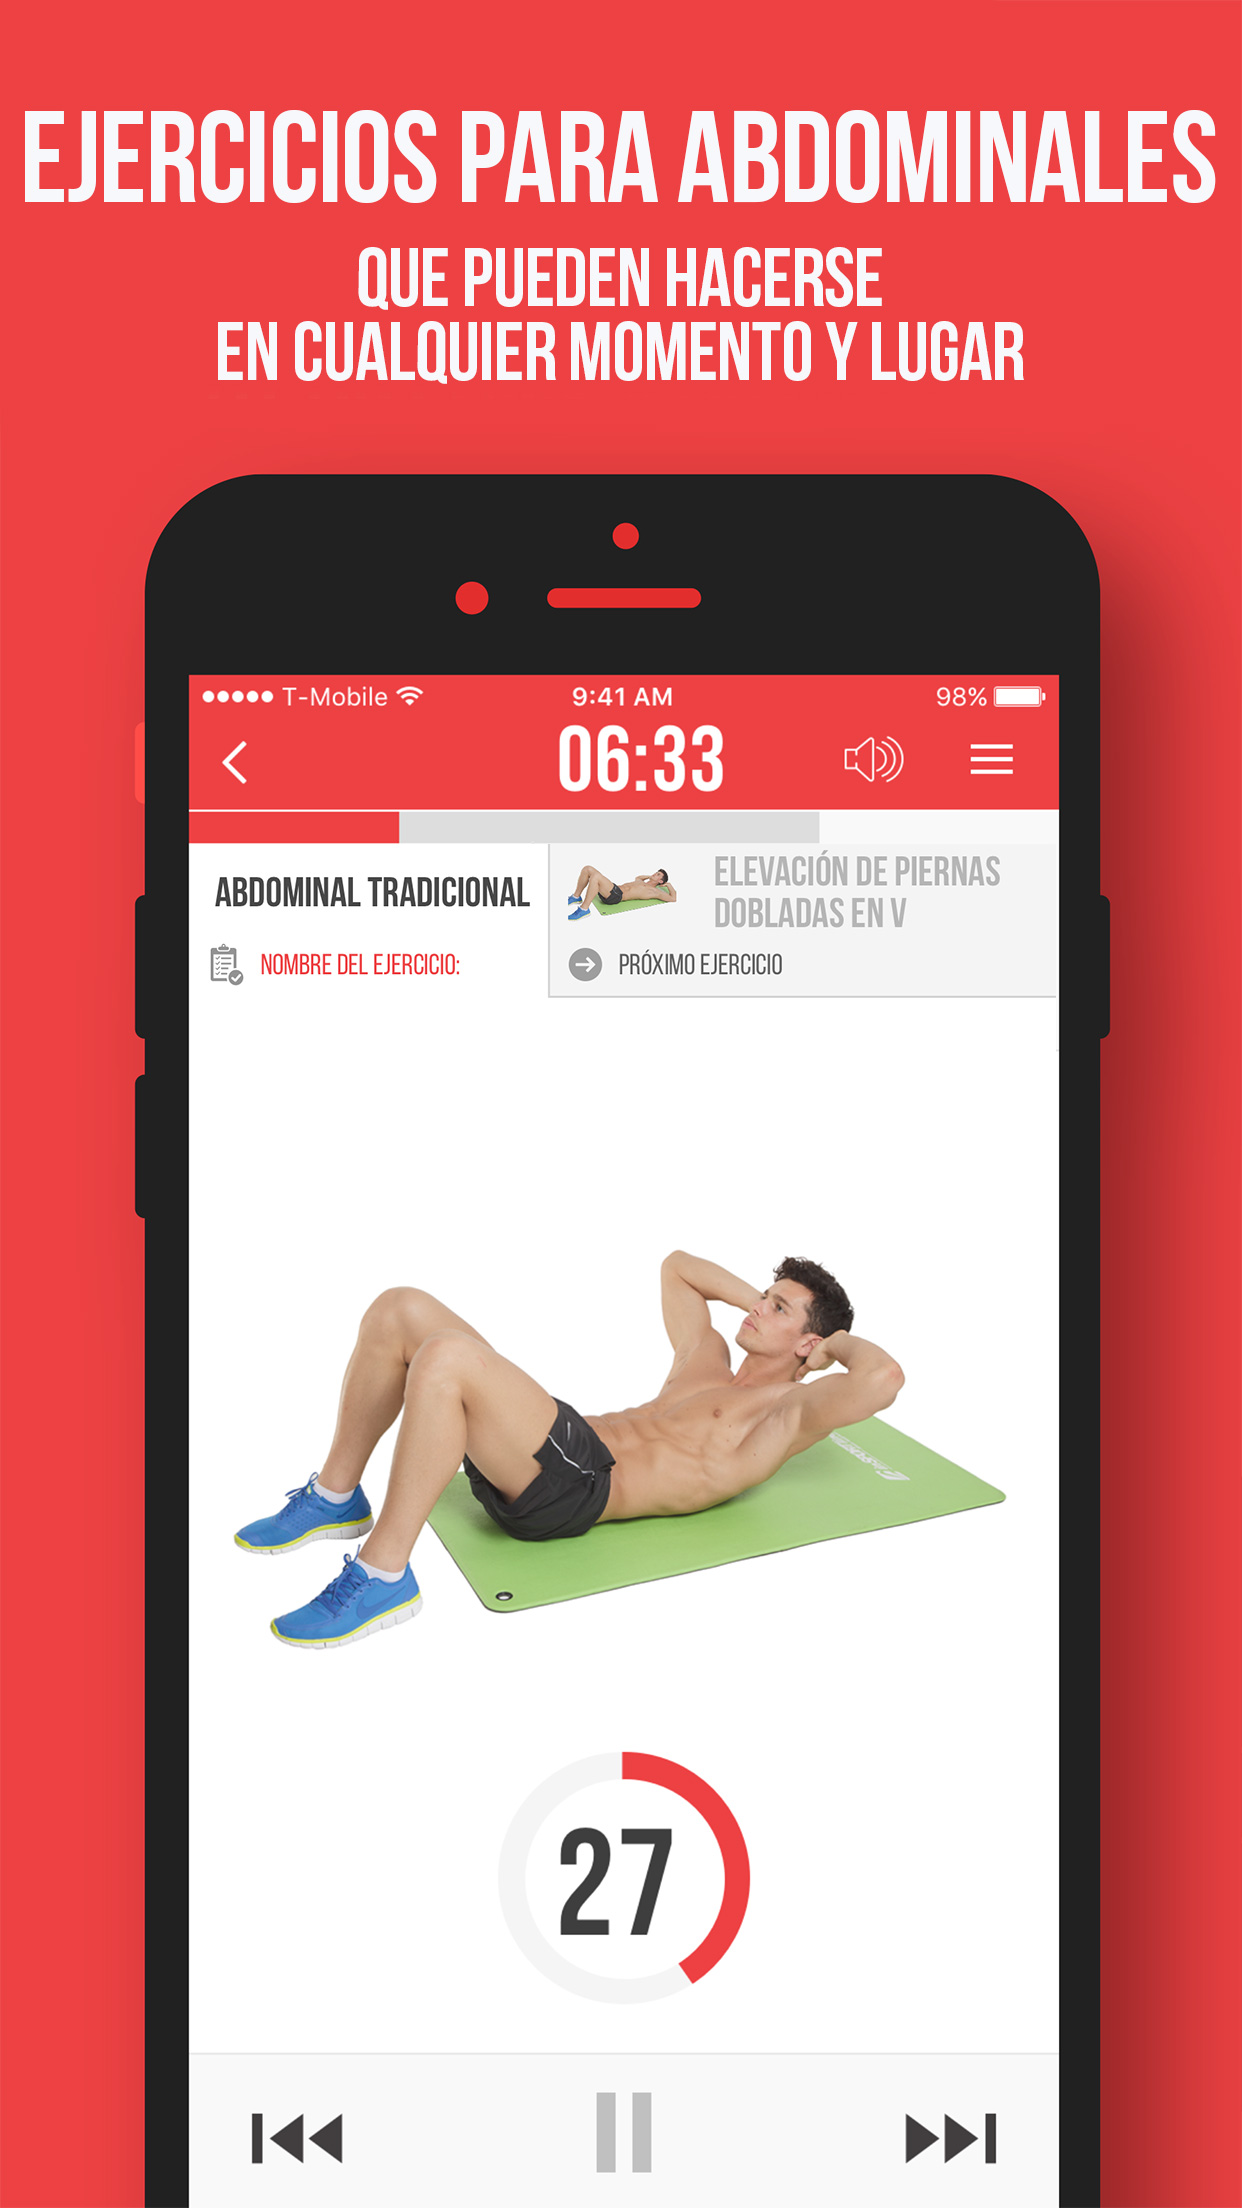 EJERCICIOS PARA ABDOMINALES
QUE PUEDEN HACERSE
EN CUALQUIER MOMENTO Y LUGAR
T-Mobile
9:41 AM
98%
06:33
ABDOMINAL TRADICIONAL
NOMBRE DEL EJERCICIO:
ELEVACIÓN DE PIERNAS
DOBLADAS EN V
PRÓXIMO EJERCICIO
27